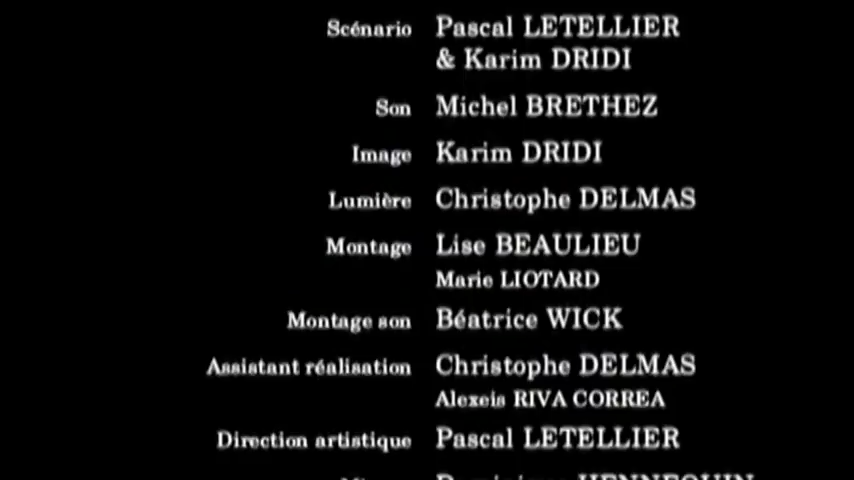 Scénario Pascal LETELLIER
& Karim DRIDI
Son Michel BRETHEZ
Image Karim DRIDI
Lumière Christophe DELMAS
Montage Lise BEAULIEU
Marie LIOTARD
Montage son Béatrice WICK
Assistant réalisation Christophe DELMAS
Alexeis RIVA CORREA
Direction artistique Pascal LETELLIER